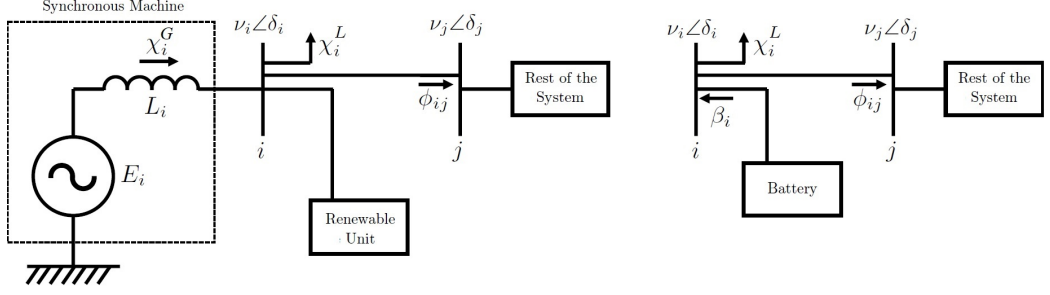 Synchronous Machine
χ_i^G
L_i
E_i
ν_i∠δ_i
χ_i^L
ν_j∠δ_j
ϕ_ij
i
j
Rest of the
System
Renewable
Unit
ν_i∠δ_i
χ_i^L
ν_j∠δ_j
ϕ_ij
β_i
i
j
Rest of the
System
Battery